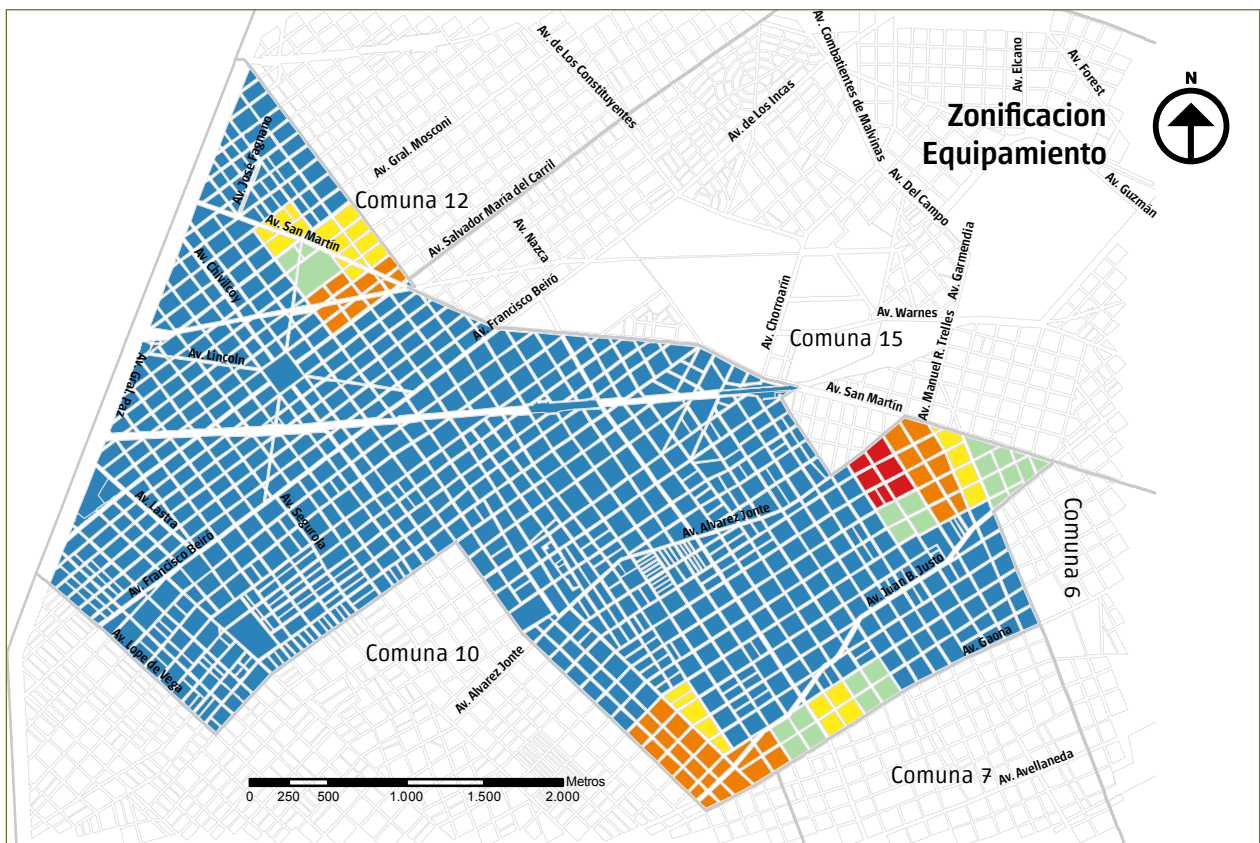 Zonificacion
Equipamiento
N
Av. de Los Constituyentes
Av. Combatientes de Malvinas
Av. Elcano
Av. Forest
Av. de Los Incas
Av. Gral. Mosconi
Av. José Fagnano
Comuna 12
Av. Salvador María del Carril
Av. Del Campo
Av. Guzmán
Av. San Martín
Av. Nazca
Av. Garmendia
Av. Chivilcoy
Av. Francisco Beiró
Av. Chorroarín
Av. Warnes
Comuna 15
Av. Lincoln
Av. Gral. Paz
Av. Manuel R. Trelles
Av. San Martín
Av. Lastra
Av. Segurola
Av. Alvarez Jonte
Av. Francisco Beiró
Comuna 6
Av. Juan B. Justo
Av. Lope de Vega
Comuna 10
Av. Gaona
Av. Alvarez Jonte
Comuna 7
Av. Avellaneda
Metros
0 250 500 1.000 1.500 2.000